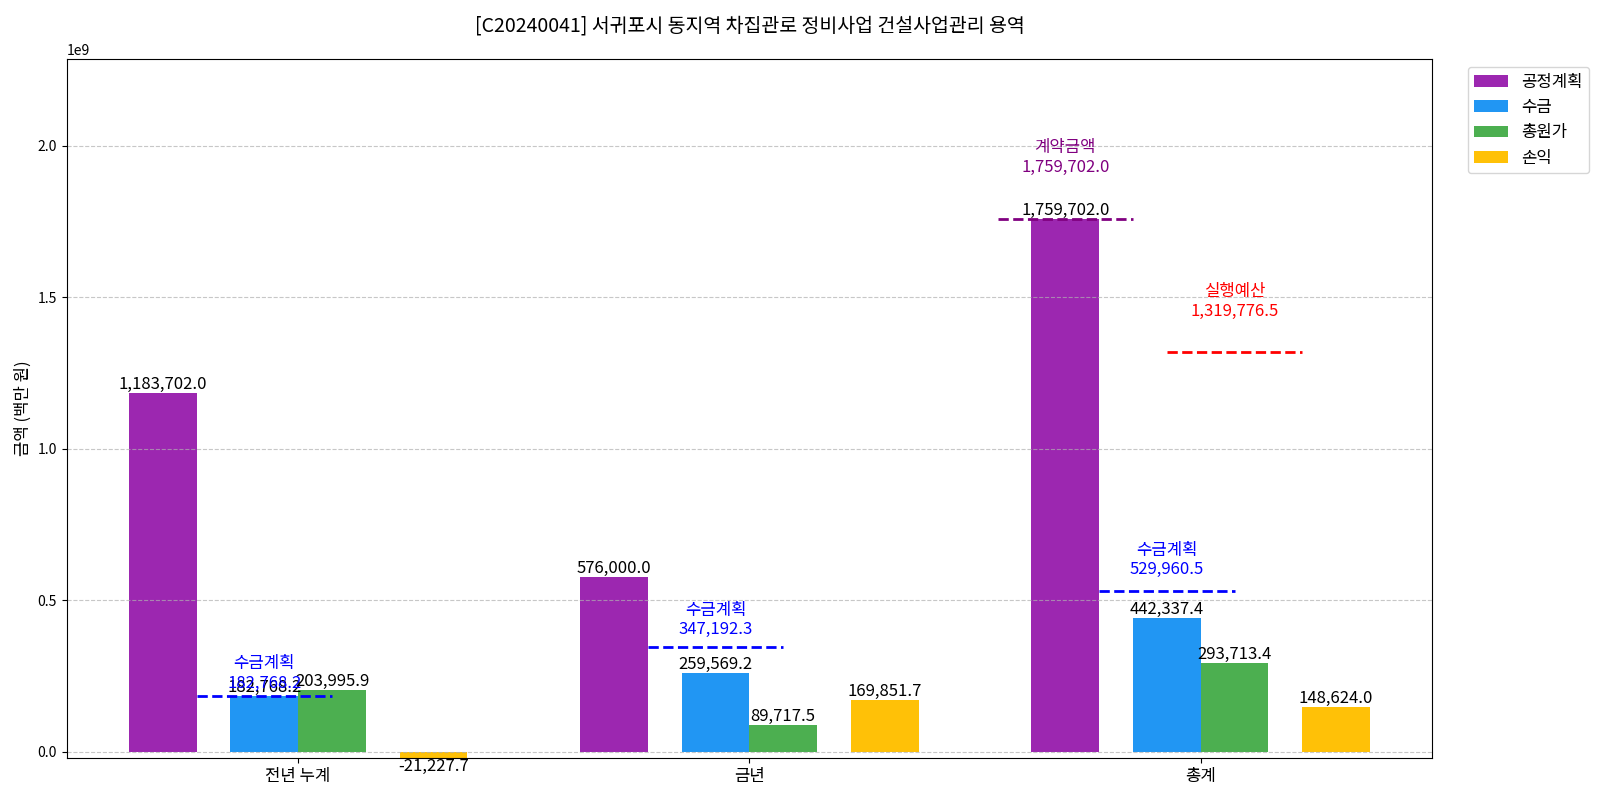 [C20240041] 서귀포시 동지역 차집관로 정비사업 건설사업관리 용역
1e9
공정계획
수금
총원가
손익
2.0
1.5
1.0
0.5
0.0
금액 (백만 원)
계약금액
1,759,702.0
1,759,702.0
실행예산
1,319,776.5
1,183,702.0
수금계획
182,768.2
182,768.2
203,995.9
-21,227.7
576,000.0
수금계획
347,192.3
259,569.2
89,717.5
169,851.7
수금계획
529,960.5
442,337.4
293,713.4
148,624.0
전년 누계
금년
총계